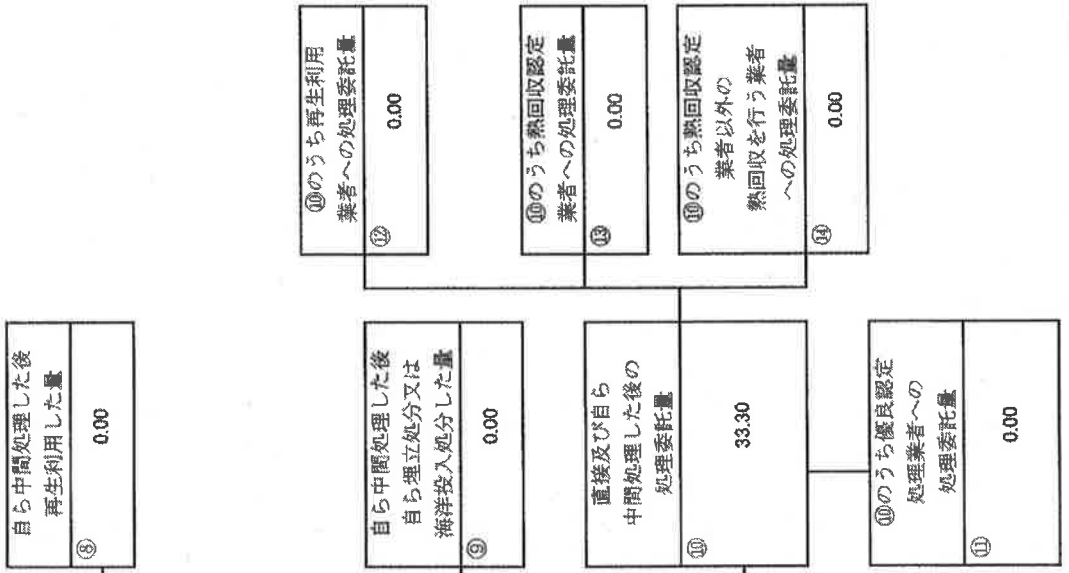 自ら中間処理した後
再生利用した量
⑧
0.00
自ら中間処理した後
自ら埋立処分又は
海洋投入処分した量
⑨
0.00
直接及び自ら
中間処理した後の
処理委託量
⑩
33.30
⑩のうち優良認定
処理業者への
処理委託量
⑪
0.00
⑩のうち再生利用
業者への処理委託量
⑫
0.00
⑩のうち熱回収認定
業者への処理委託量
⑬
0.00
⑩のうち熱回収認定
業者以外の
熱回収を行う業者
への処理委託量
⑭
0.00